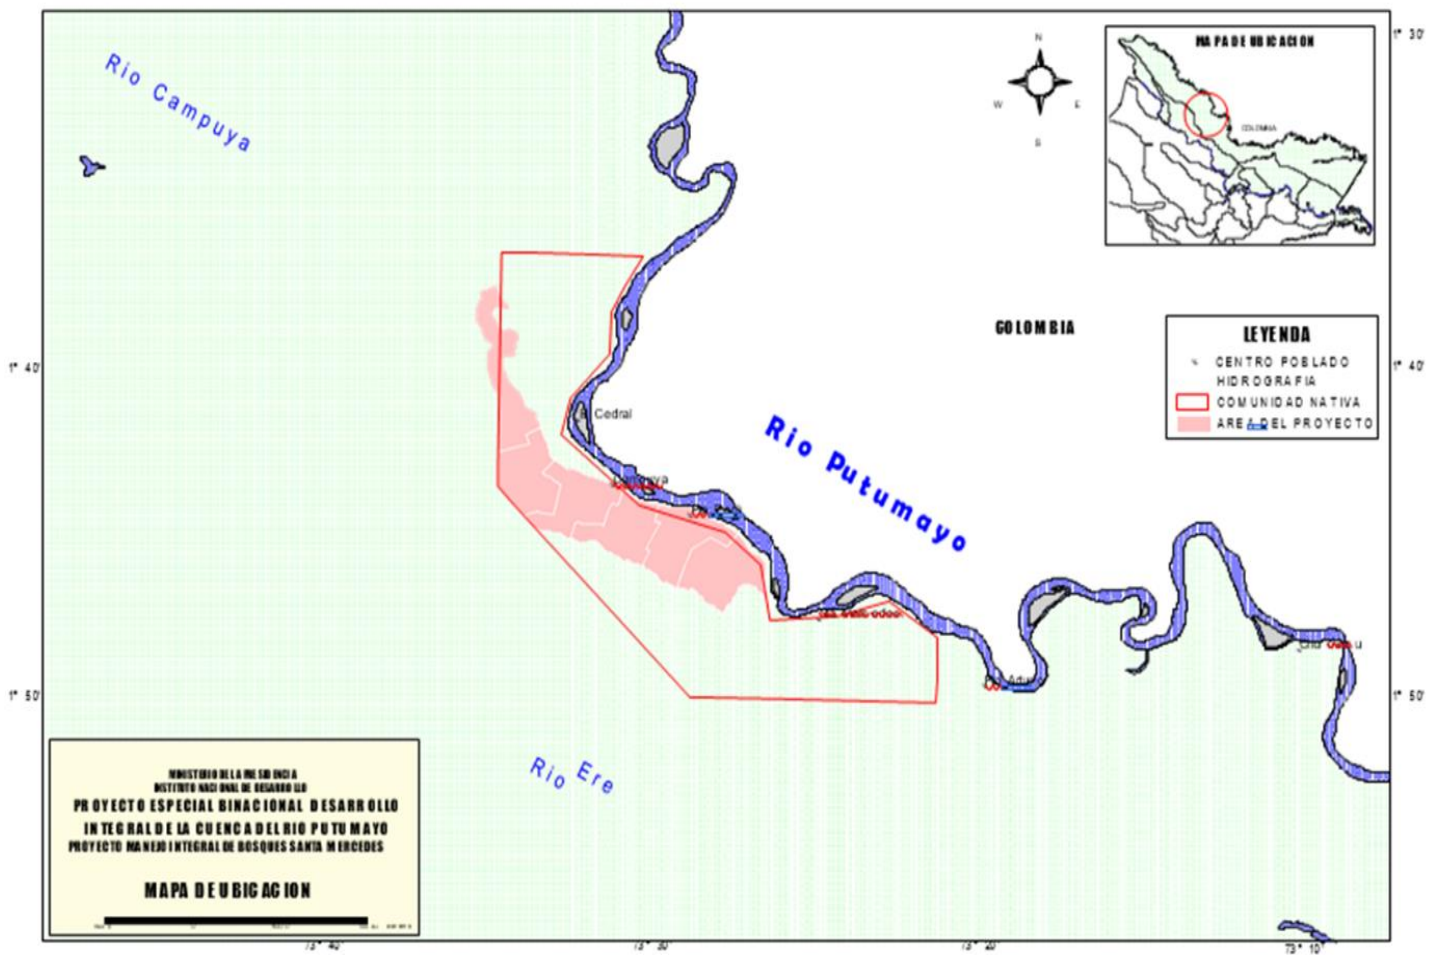 1° 30'
Rio Campuya
N
W E
S
MAPA DE UBICACION
COLOMBIA
COLOMBIA
LEYENDA
CENTRO POBLADO
HIDROGRAFIA
COMUNIDAD NATIVA
AREA DEL PROYECTO
1° 40'
1° 40'
Cedral
Rio Putumayo
1° 50'
1° 50'
Rio Ere
MINISTERIO DE LA PRESIDENCIA
INSTITUTO NACIONAL DE DESARROLLO
PROYECTO ESPECIAL BINACIONAL DESARROLLO
INTEGRAL DE LA CUENCA DEL RIO PUTUMAYO
PROYECTO MANEJO INTEGRAL DE BOSQUES SANTA MERCEDES
MAPA DE UBICACION
73° 40'
73° 30'
73° 20'
73° 10'